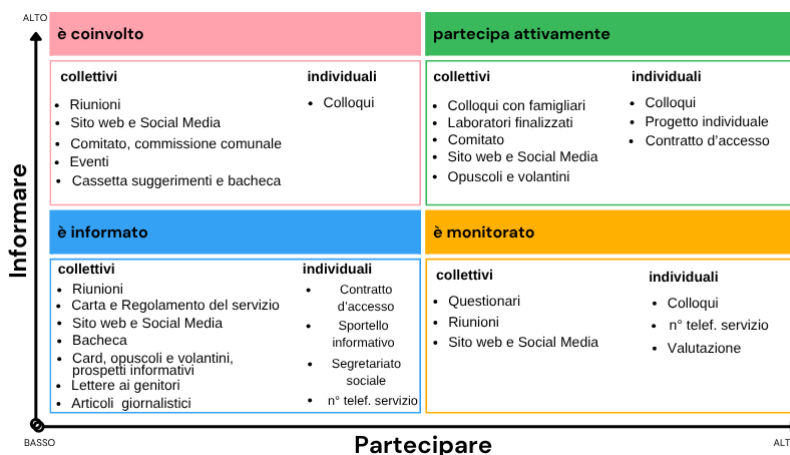 ALTO
è coinvolto
collettivi
Riunioni
Sito web e Social Media
Comitato, commissione comunale
Eventi
Cassetta suggerimenti e bacheca
individuali
Colloqui
partecipa attivamente
collettivi
Colloqui con famigliari
Laboratori finalizzati
Comitato
Sito web e Social Media
Opuscoli e volantini
individuali
Colloqui
Progetto individuale
Contratto d'accesso
Informare
è informato
collettivi
Riunioni
Carta e Regolamento del servizio
Sito web e Social Media
Bacheca
Card, opuscoli e volantini,
prospetti informativi
Lettere ai genitori
Articoli giornalistici
individuali
Contratto
d'accesso
Sportello
informativo
Segretariato
sociale
n° telef. servizio
è monitorato
collettivi
Questionari
Riunioni
Sito web e Social Media
individuali
Colloqui
n° telef. servizio
Valutazione
BASSO
Partecipare
ALT